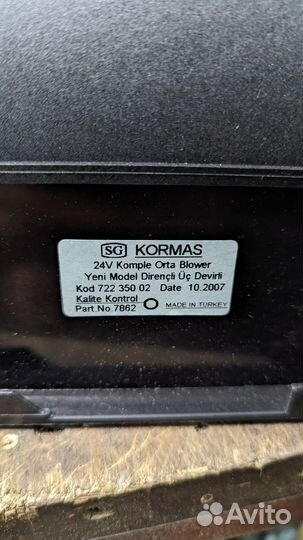 SG KORMAS
24V Komple Orta Blower
Yeni Model Dirençli Üç Devirli
Kod 722 350 02 Date 10.2007
Kalite Kontrol
Part No.7862 MADE IN TURKEY
Avito